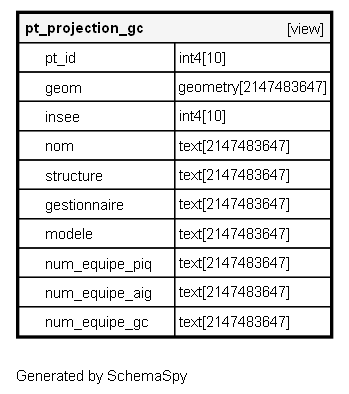 pt_projection_gc [view]
pt_id int4[10]
geom geometry[2147483647]
insee int4[10]
nom text[2147483647]
structure text[2147483647]
gestionnaire text[2147483647]
modele text[2147483647]
num_equipe_piq text[2147483647]
num_equipe_aig text[2147483647]
num_equipe_gc text[2147483647]
Generated by SchemaSpy